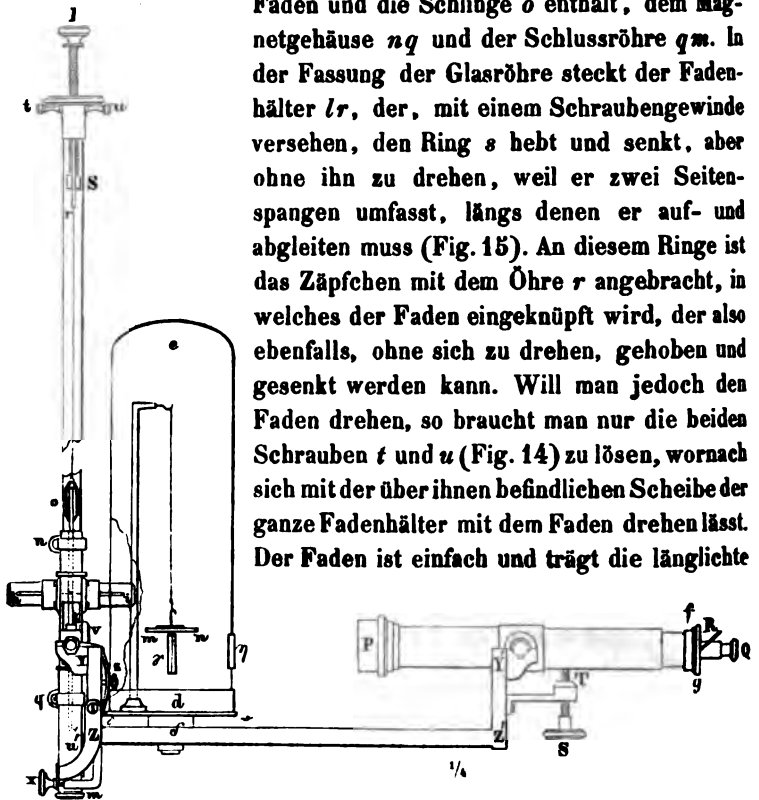 Faden und die Schlinge o enthält, dem Mag-
netgehäuse nq und der Schlussröhre qm. In
der Fassung der Glasröhre steckt der Faden-
hälter lr, der, mit einem Schraubengewinde
versehen, den Ring s hebt und senkt, aber
ohne ihn zu drehen, weil er zwei Seiten-
spangen umfasst, längs denen er auf- und
abgleiten muss (Fig. 15). An diesem Ringe ist
das Zäpfchen mit dem Öhre r angebracht, in
welches der Faden eingeknüpft wird, der also
ebenfalls, ohne sich zu drehen, gehoben und
gesenkt werden kann. Will man jedoch den
Faden drehen, so braucht man nur die beiden
Schrauben t und u (Fig. 14) zu lösen, wornach
sich mit der über ihnen befindlichen Scheibe der
ganze Fadenhälter mit dem Faden drehen lässt.
Der Faden ist einfach und trägt die länglichte
l
t u
S
r
e
o
n
i
v
m n
γ
η
Y
z
q
d
δ
Z
u'
x
m
P
f
R
Q
g
Y
T
Z'
S
1/4